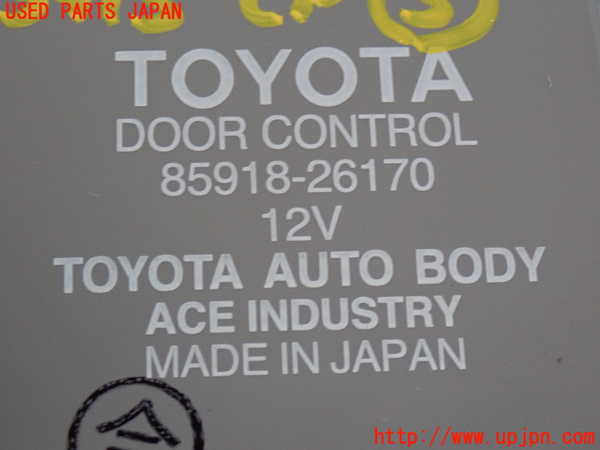 USED PARTS JAPAN
TOYOTA
DOOR CONTROL
85918-26170
12V
TOYOTA AUTO BODY
ACE INDUSTRY
MADE IN JAPAN
http://www.upjpn.com/